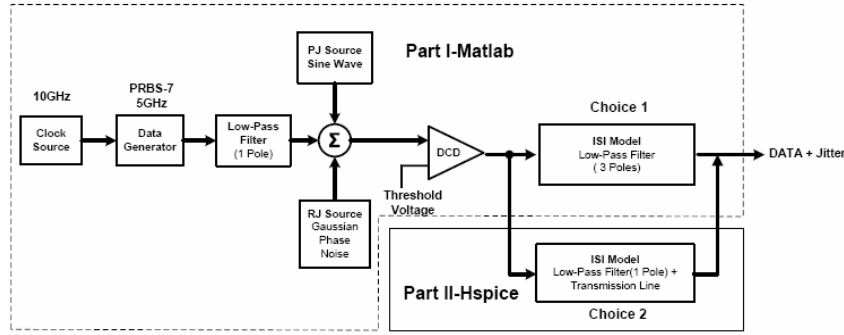 PJ Source
Sine Wave
Part I-Matlab
10GHz
PRBS-7
5GHz
Clock
Source
Data
Generator
Low-Pass
Filter
(1 Pole)
Σ
DCD
Choice 1
ISI Model
Low-Pass Filter
( 3 Poles)
DATA + Jitter
Threshold
Voltage
RJ Source
Gaussian
Phase
Noise
Part II-Hspice
ISI Model
Low-Pass Filter(1 Pole) +
Transmission Line
Choice 2